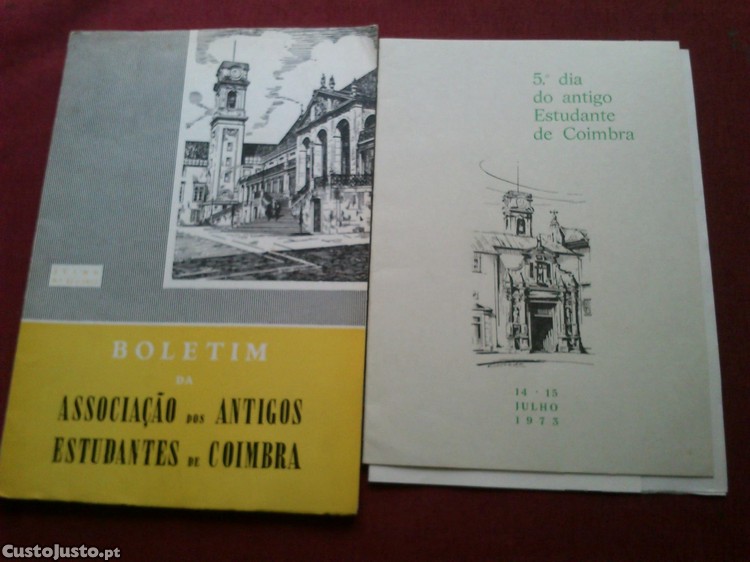 BOLETIM
DA
ASSOCIAÇÃO DOS ANTIGOS
ESTUDANTES DE COIMBRA
5.º dia
do antigo
Estudante
de Coimbra
14 - 15
JULHO
1973
CustoJusto.pt